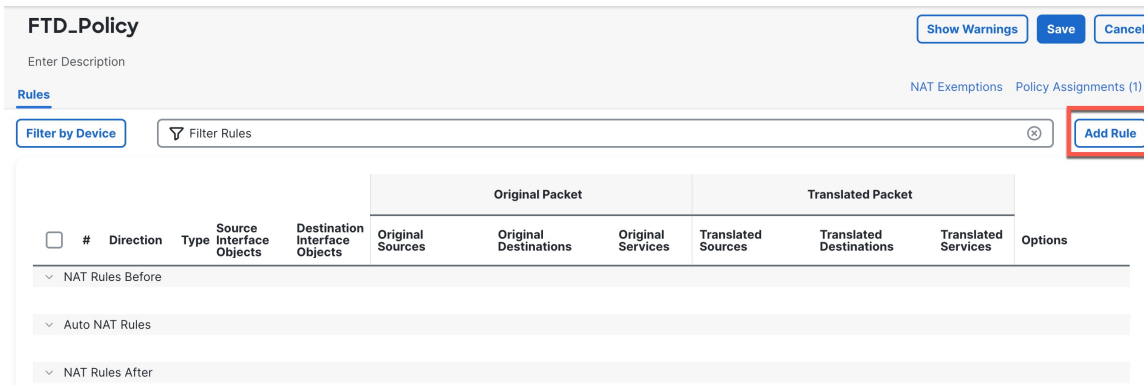 FTD_Policy
Show Warnings
Save
Cancel
Enter Description
Rules
NAT Exemptions
Policy Assignments (1)
Filter by Device
Filter Rules
Add Rule
Original Packet
Translated Packet
#
Direction
Type
Source
Interface
Objects
Destination
Interface
Objects
Original
Sources
Original
Destinations
Original
Services
Translated
Sources
Translated
Destinations
Translated
Services
Options
NAT Rules Before
Auto NAT Rules
NAT Rules After